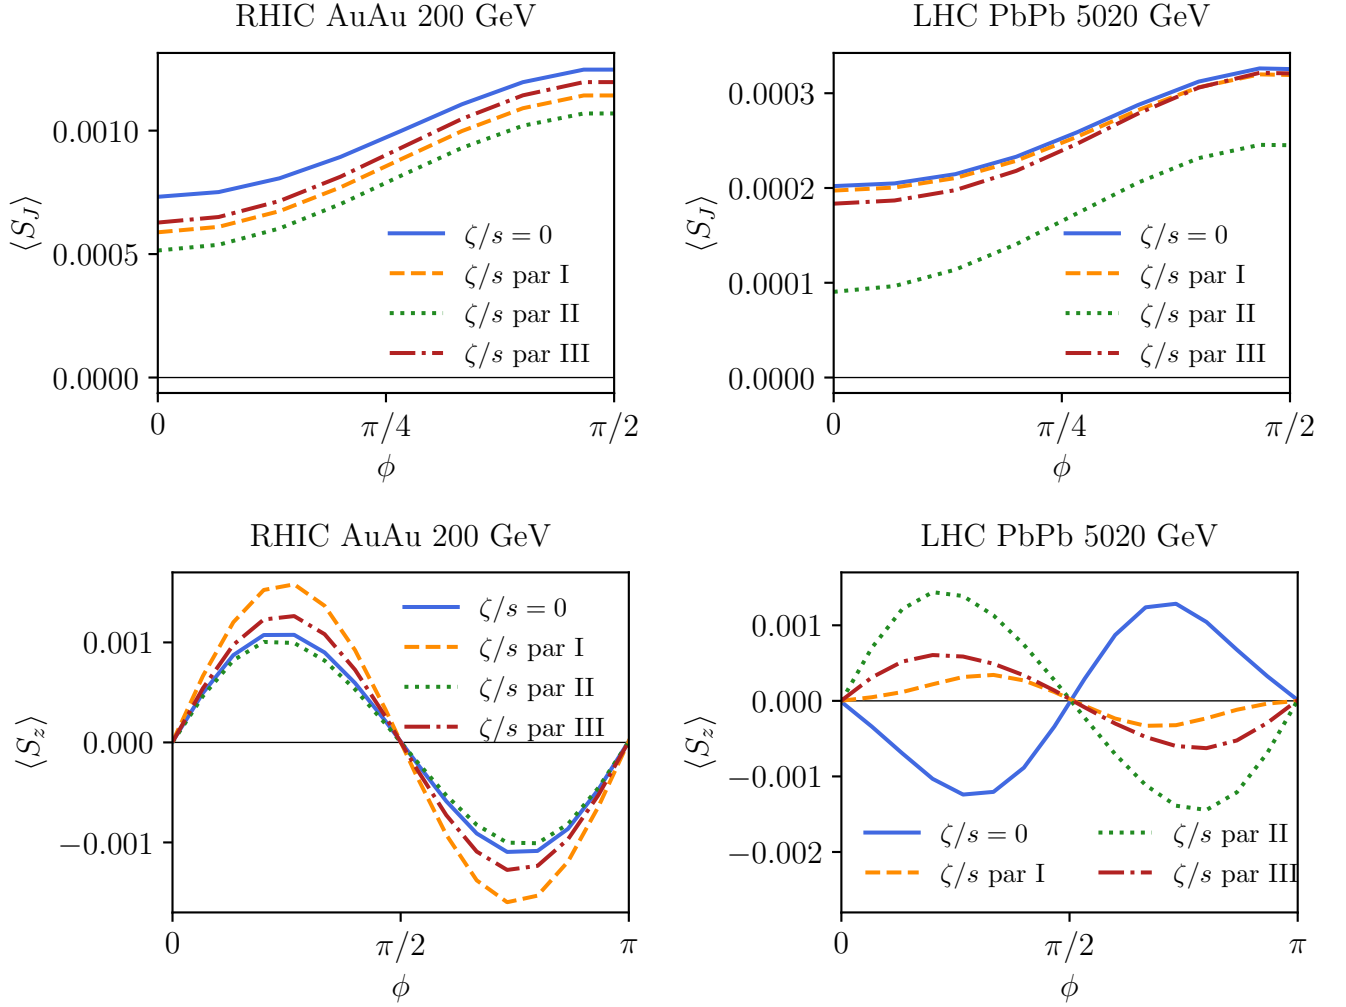 RHIC AuAu 200 GeV
⟨S_J⟩
0.0010
0.0005
0.0000
ζ/s = 0
ζ/s par I
ζ/s par II
ζ/s par III
0
π/4
π/2
ϕ
LHC PbPb 5020 GeV
⟨S_J⟩
0.0003
0.0002
0.0001
0.0000
ζ/s = 0
ζ/s par I
ζ/s par II
ζ/s par III
0
π/4
π/2
ϕ
RHIC AuAu 200 GeV
⟨S_z⟩
0.001
0.000
−0.001
ζ/s = 0
ζ/s par I
ζ/s par II
ζ/s par III
0
π/2
π
ϕ
LHC PbPb 5020 GeV
⟨S_z⟩
0.001
0.000
−0.001
−0.002
ζ/s = 0
ζ/s par I
ζ/s par II
ζ/s par III
0
π/2
π
ϕ